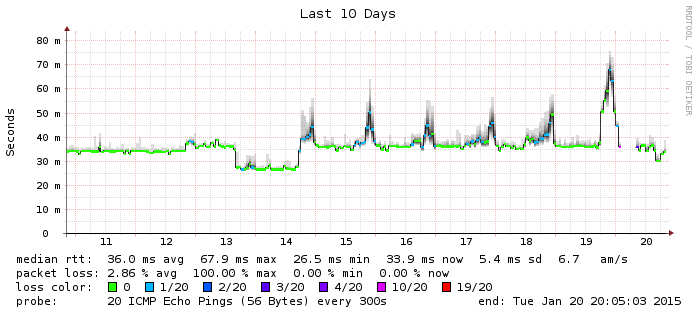 Last 10 Days
RRDTOOL / TOBI OETIKER
Seconds
80 m
70 m
60 m
50 m
40 m
30 m
20 m
10 m
0
11 12 13 14 15 16 17 18 19 20
median rtt: 36.0 ms avg 67.9 ms max 26.5 ms min 33.9 ms now 5.4 ms sd 6.7 am/s
packet loss: 2.86 % avg 100.00 % max 0.00 % min 0.00 % now
loss color: 0 1/20 2/20 3/20 4/20 10/20 19/20
probe: 20 ICMP Echo Pings (56 Bytes) every 300s end: Tue Jan 20 20:05:03 2015